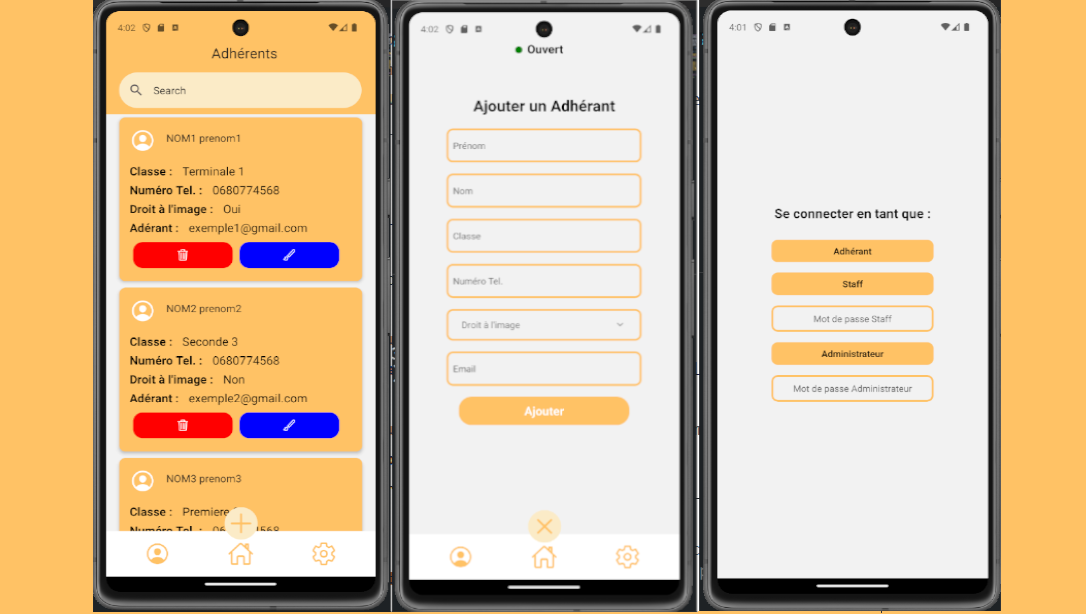 4:02
Adhérents
Search
NOM1 prenom1
Classe : Terminale 1
Numéro Tel. : 0680774568
Droit à l'image : Oui
Adérant : exemple1@gmail.com
NOM2 prenom2
Classe : Seconde 3
Numéro Tel. : 0680774568
Droit à l'image : Non
Adérant : exemple2@gmail.com
NOM3 prenom3
Classe : Premiere
Numéro Tel. : 06 4568
4:02
Ouvert
Ajouter un Adhérant
Prénom
Nom
Classe
Numéro Tel.
Droit à l'image
Email
Ajouter
4:01
Se connecter en tant que :
Adhérant
Staff
Mot de passe Staff
Administrateur
Mot de passe Administrateur